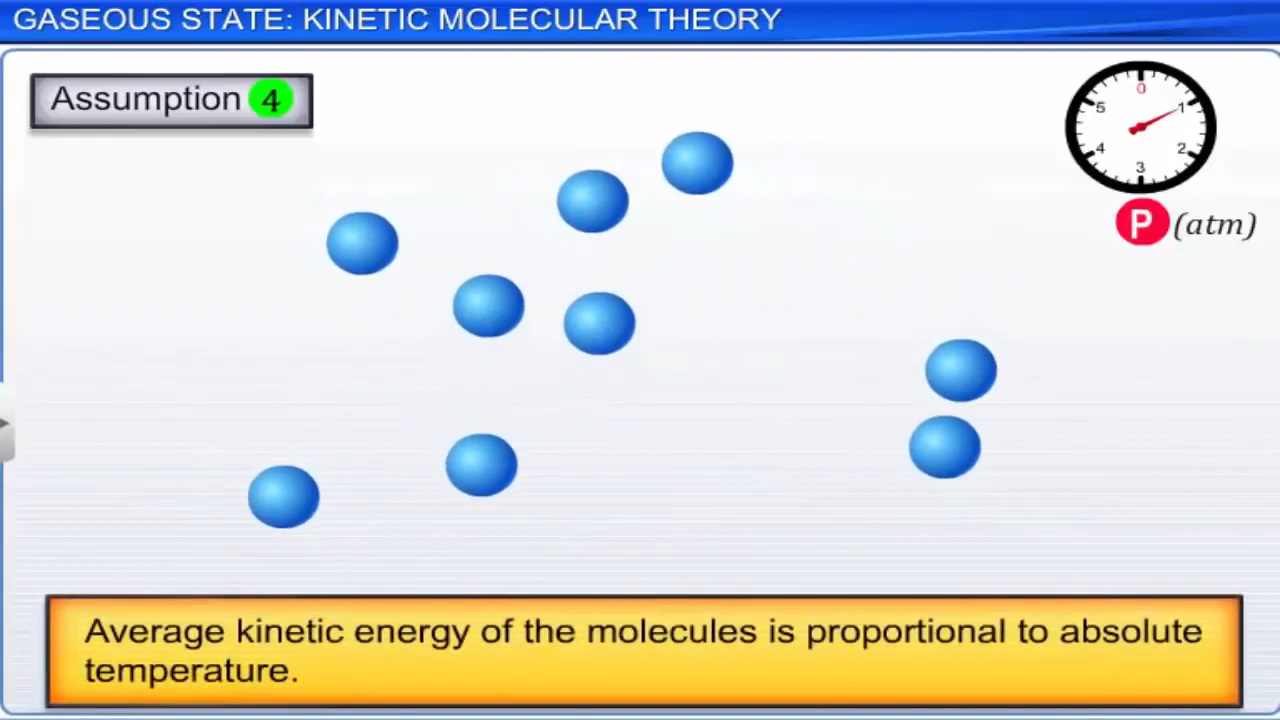 GASEOUS STATE: KINETIC MOLECULAR THEORY
Assumption 4
0
5 1
4 2
3
P (atm)
Average kinetic energy of the molecules is proportional to absolute
temperature.